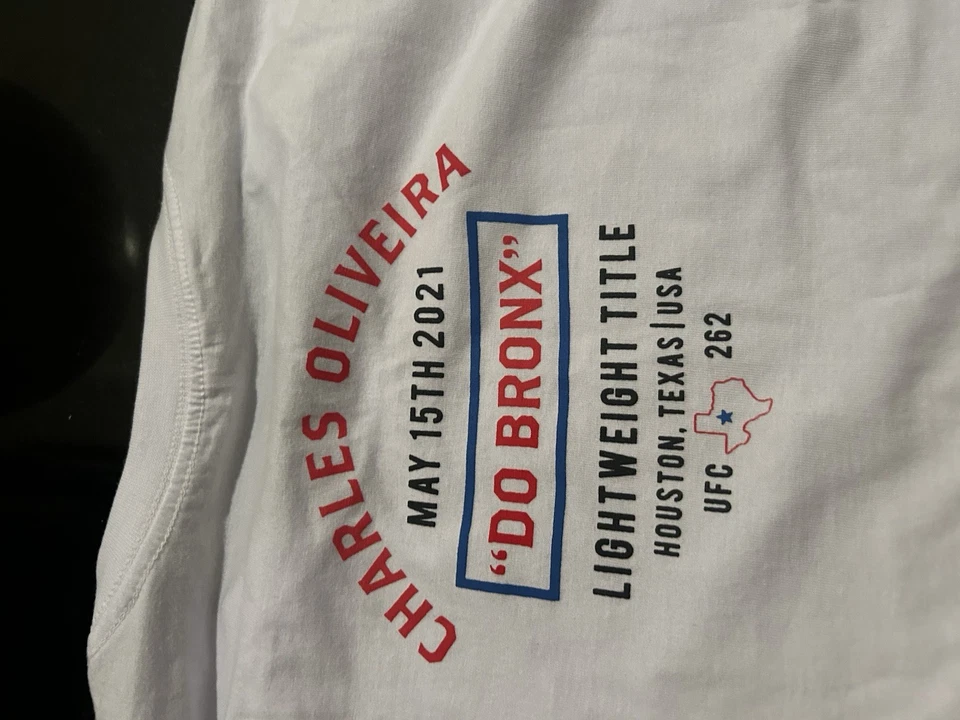 CHARLES OLIVEIRA
MAY 15TH 2021
“DO BRONX”
LIGHTWEIGHT TITLE
HOUSTON, TEXAS|USA
UFC 262